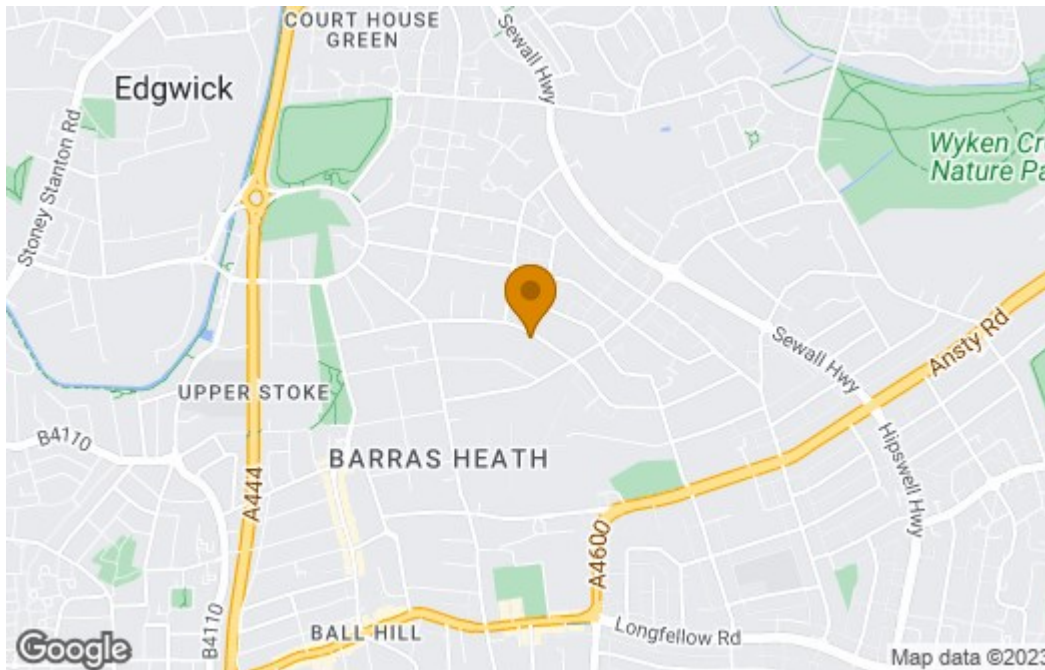 COURT HOUSE
GREEN
Edgwick
Sewall Hwy
Stoney Stanton Rd
Wyken Cr
Nature Pa
Ansty Rd
Sewall Hwy
UPPER STOKE
B4110
BARRAS HEATH
Hipswell Hwy
A444
A4600
B4110
BALL HILL
Longfellow Rd
Google
Map data ©2023